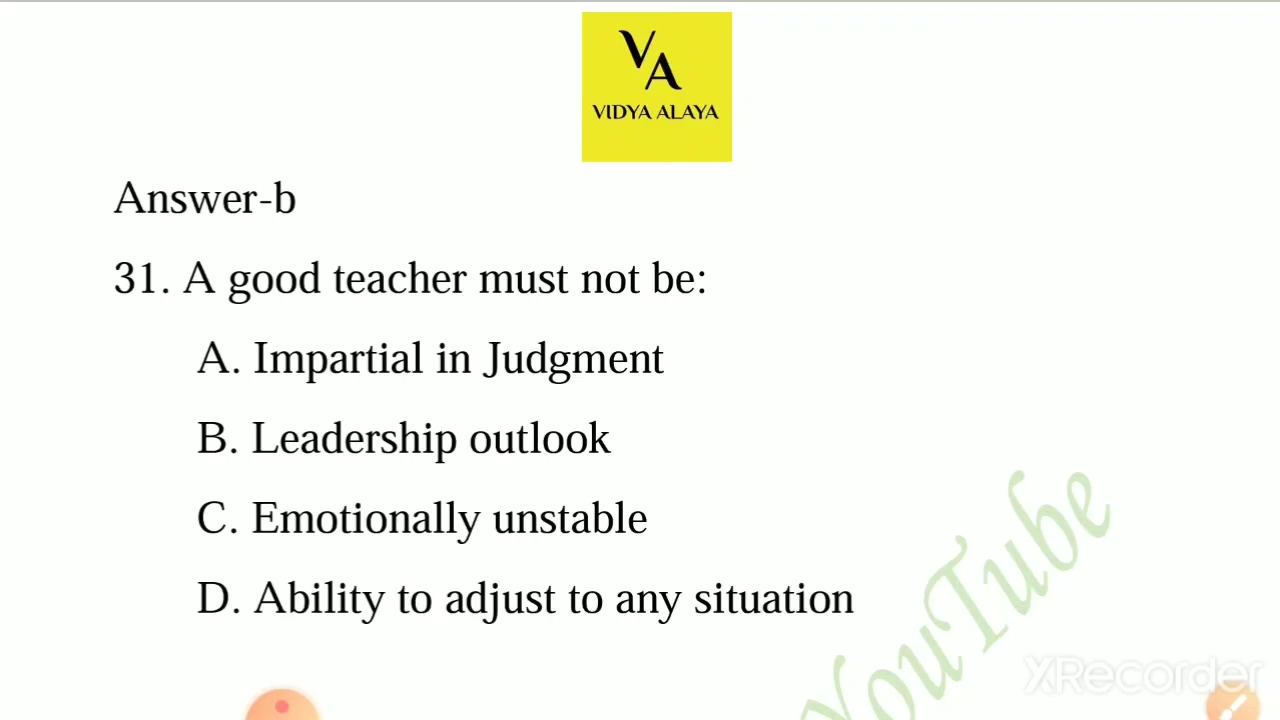 VA
VIDYA ALAYA
Answer-b
31. A good teacher must not be:
A. Impartial in Judgment
B. Leadership outlook
C. Emotionally unstable
D. Ability to adjust to any situation
YouTube
XRecorder